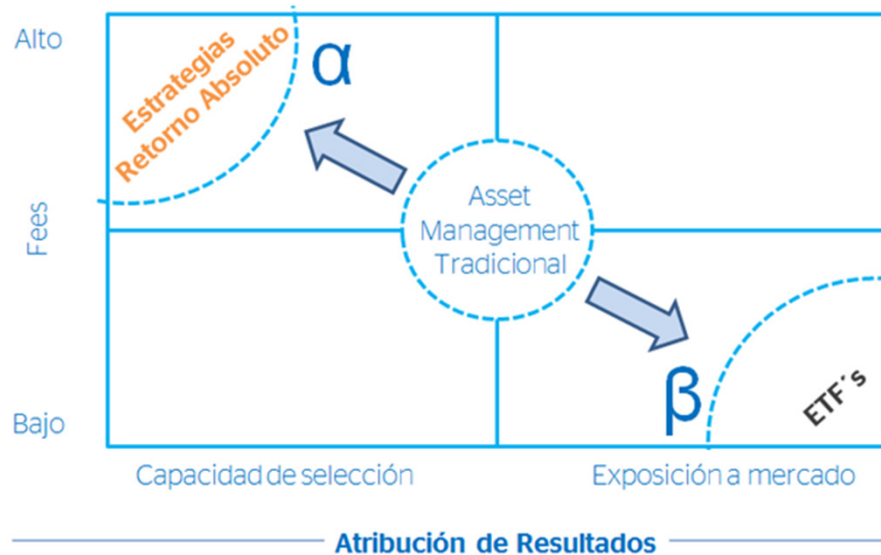 Alto
Estrategias
Retorno Absoluto
α
Fees
Asset
Management
Tradicional
β
ETF´s
Bajo
Capacidad de selección
Exposición a mercado
Atribución de Resultados